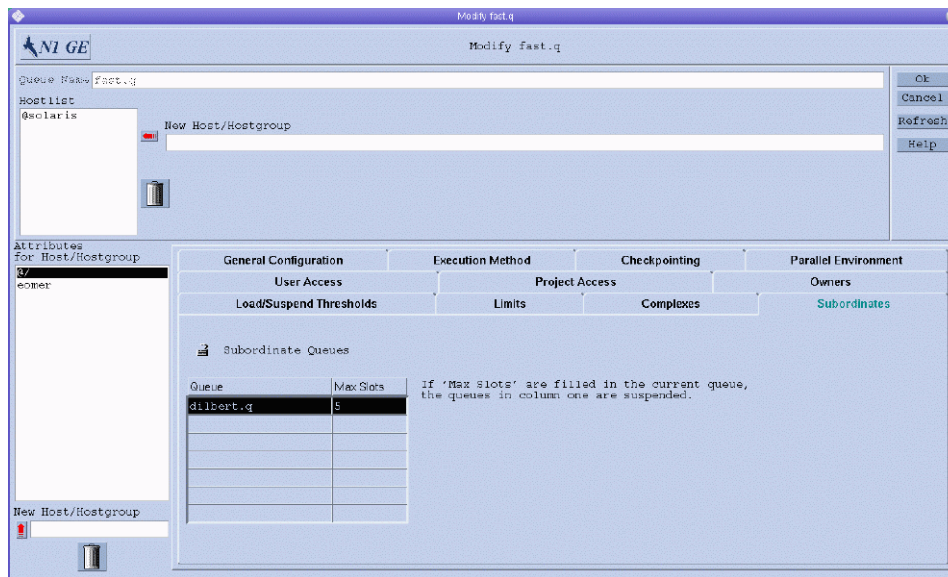 Modify fast.q
N1 GE
Modify fast.q
Queue Name fast.q
Ok
Hostlist
Cancel
@solaris
Refresh
New Host/Hostgroup
Help
Attributes
for Host/Hostgroup
@/
eomer
General Configuration Execution Method Checkpointing Parallel Environment
User Access Project Access Owners
Load/Suspend Thresholds Limits Complexes Subordinates
Subordinate Queues
Queue Max Slots
dilbert.q 5
If 'Max Slots' are filled in the current queue,
the queues in column one are suspended.
New Host/Hostgroup